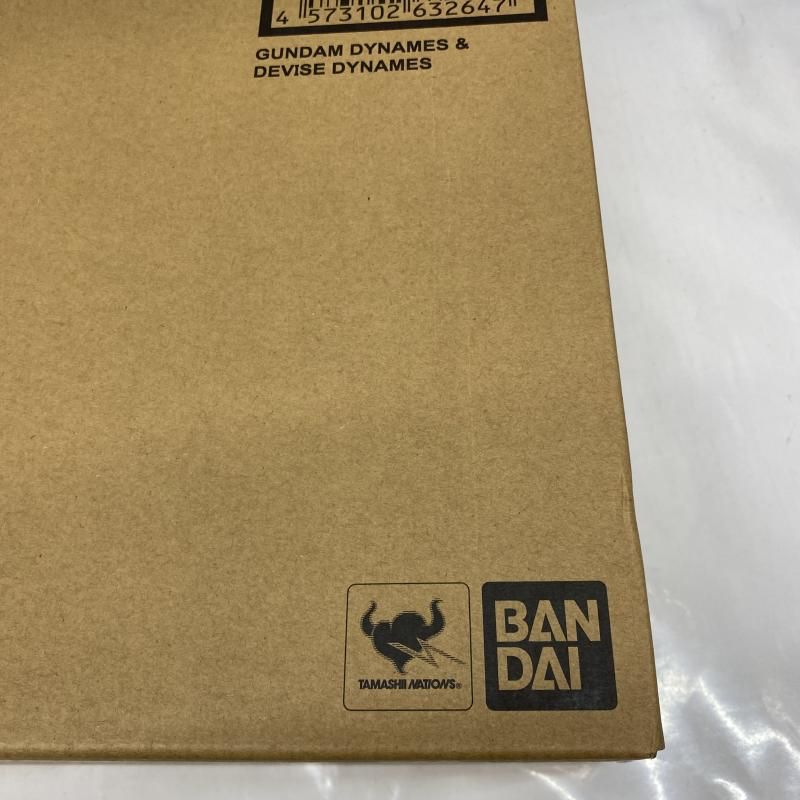 4 573102 632647
GUNDAM DYNAMES &
DEVISE DYNAMES
TAMASHII NATIONS®
BAN
DAI